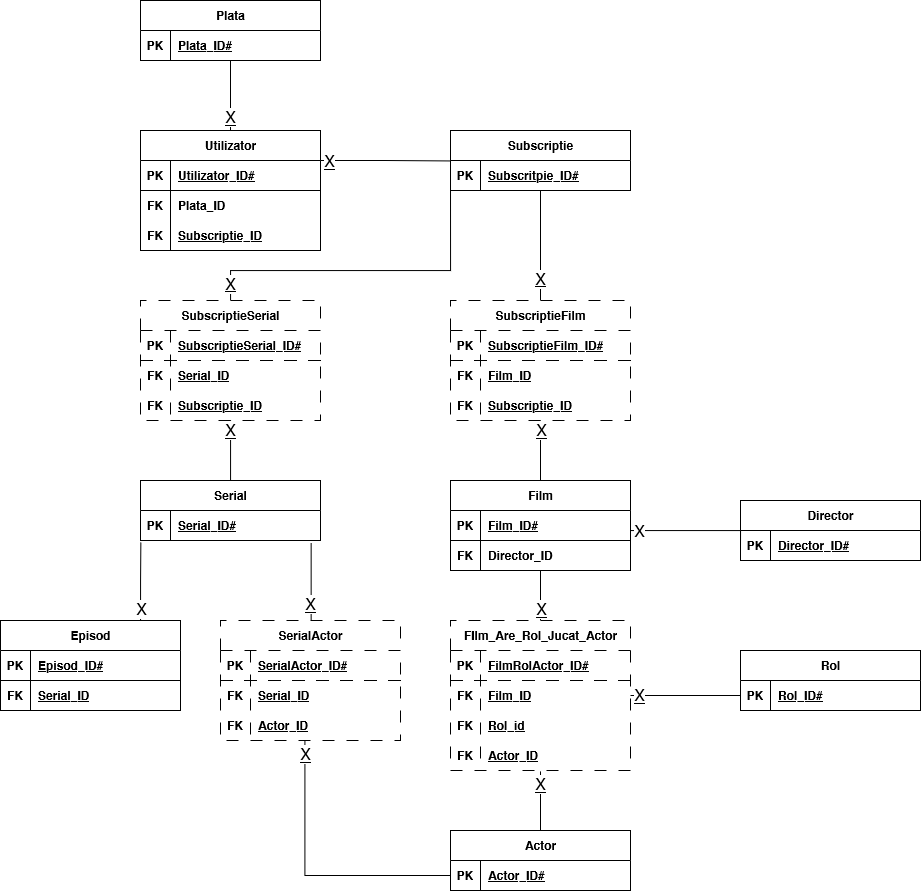 Plata
PK Plata_ID#
X
Utilizator
PK Utilizator_ID#
FK Plata_ID
FK Subscriptie_ID
X
Subscriptie
PK Subscritpie_ID#
X
X
SubscriptieSerial
PK SubscriptieSerial_ID#
FK Serial_ID
FK Subscriptie_ID
X
SubscriptieFilm
PK SubscriptieFilm_ID#
FK Film_ID
FK Subscriptie_ID
X
Serial
PK Serial_ID#
Film
PK Film_ID#
FK Director_ID
X
Director
PK Director_ID#
X
X
X
Episod
PK Episod_ID#
FK Serial_ID
SerialActor
PK SerialActor_ID#
FK Serial_ID
FK Actor_ID
X
FIlm_Are_Rol_Jucat_Actor
PK FilmRolActor_ID#
FK Film_ID
FK Rol_id
FK Actor_ID
X
X
Rol
PK Rol_ID#
Actor
PK Actor_ID#